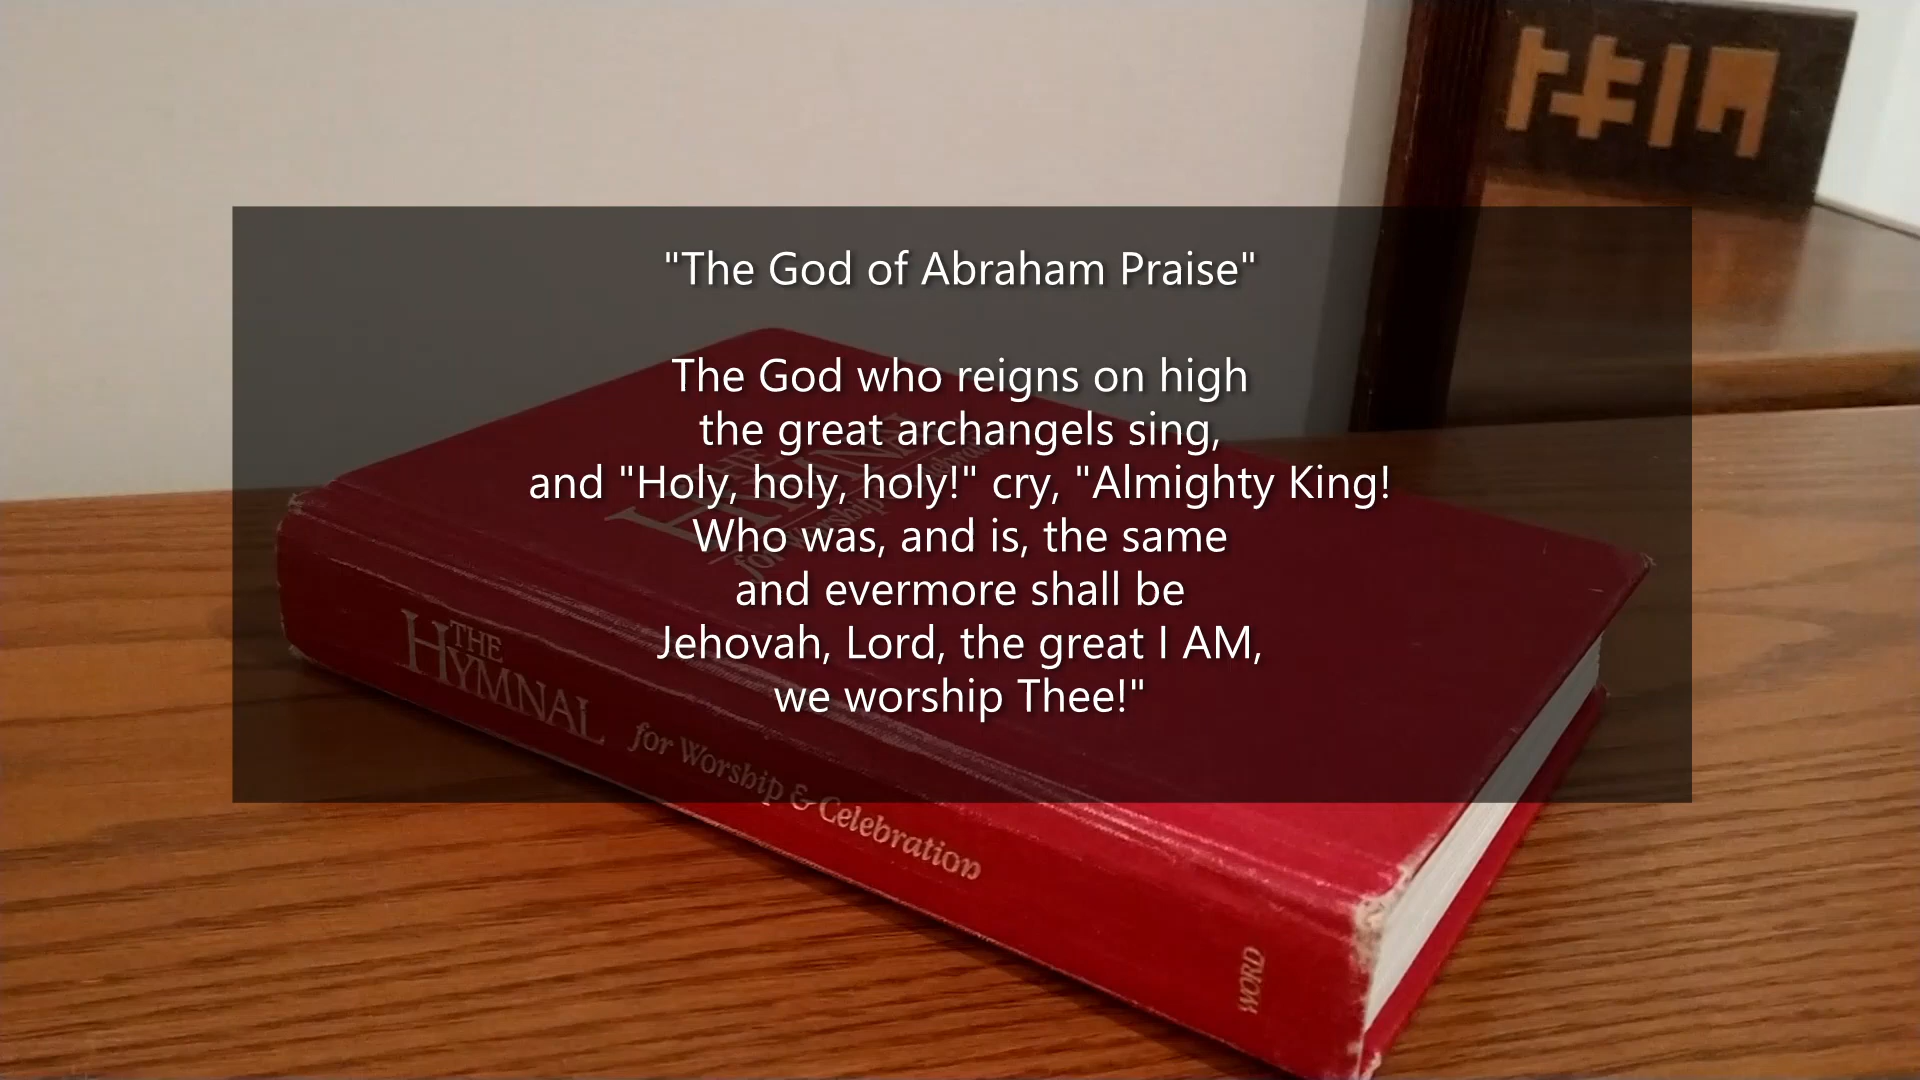 "The God of Abraham Praise"
The God who reigns on high
the great archangels sing,
and "Holy, holy, holy!" cry, "Almighty King!
Who was, and is, the same
and evermore shall be
Jehovah, Lord, the great I AM,
we worship Thee!"
THE
HYMNAL
for Worship & Celebration
WORD